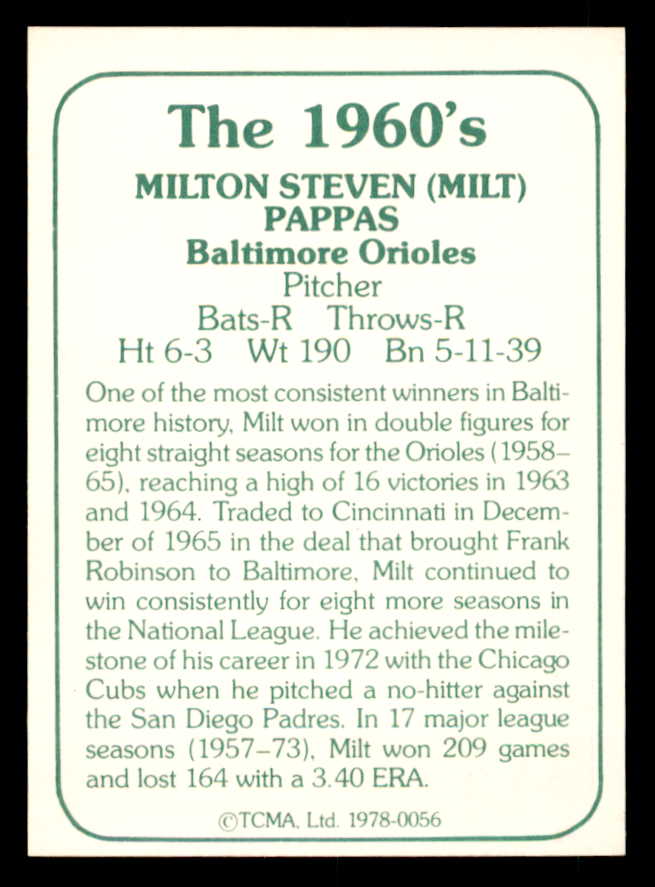 The 1960's
MILTON STEVEN (MILT)
PAPPAS
Baltimore Orioles
Pitcher
Bats-R Throws-R
Ht 6-3 Wt 190 Bn 5-11-39
One of the most consistent winners in Balti-
more history, Milt won in double figures for
eight straight seasons for the Orioles (1958–
65), reaching a high of 16 victories in 1963
and 1964. Traded to Cincinnati in Decem-
ber of 1965 in the deal that brought Frank
Robinson to Baltimore, Milt continued to
win consistently for eight more seasons in
the National League. He achieved the mile-
stone of his career in 1972 with the Chicago
Cubs when he pitched a no-hitter against
the San Diego Padres. In 17 major league
seasons (1957–73), Milt won 209 games
and lost 164 with a 3.40 ERA.
©TCMA, Ltd. 1978-0056